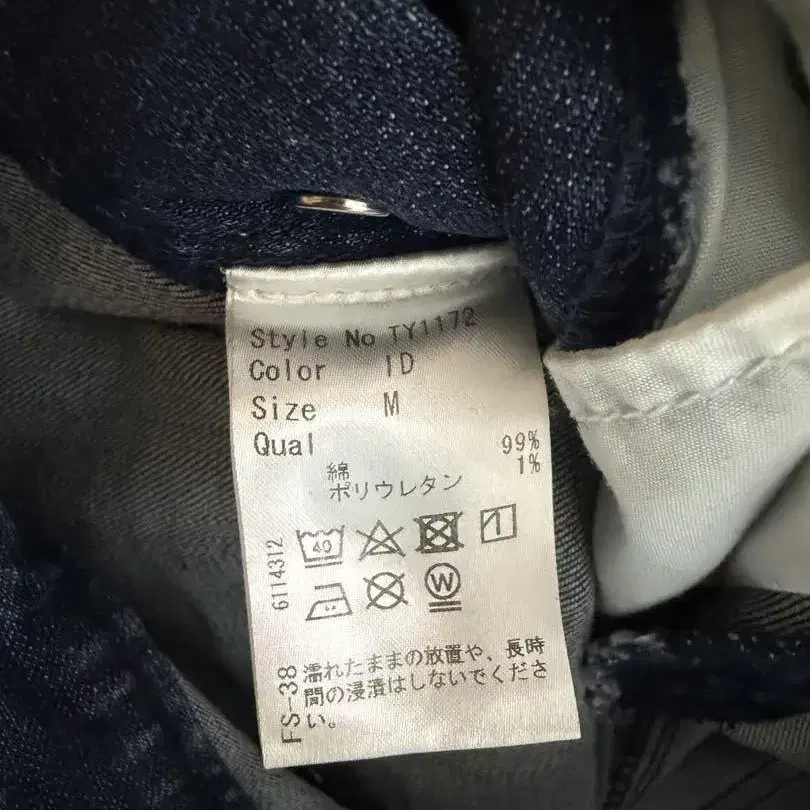 Style No TY1172
Color ID
Size M
Qual
綿 99%
ポリウレタン 1%
40
W
6114312
FS-38
濡れたままの放置や、長時
間の浸漬はしないでくださ
い。